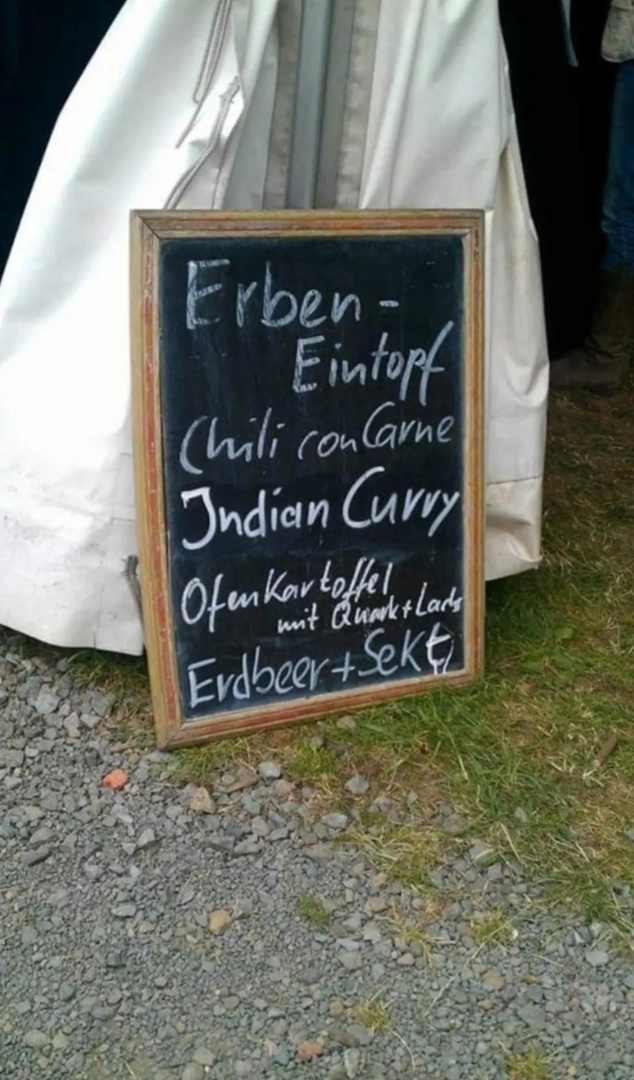 Erben-
Eintopf
Chili con Carne
Indian Curry
Ofenkartoffel
mit Quark + Lachs
Erdbeer + Sekt